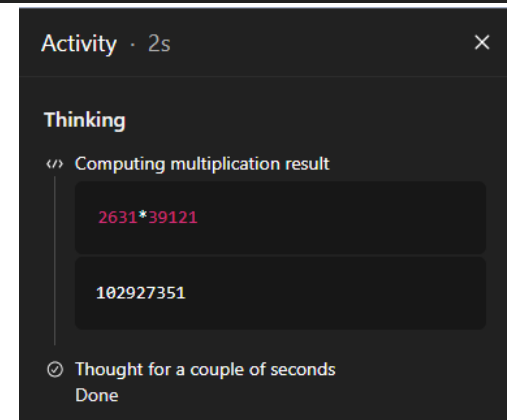 Activity · 2s
Thinking
Computing multiplication result
2631*39121
102927351
Thought for a couple of seconds
Done